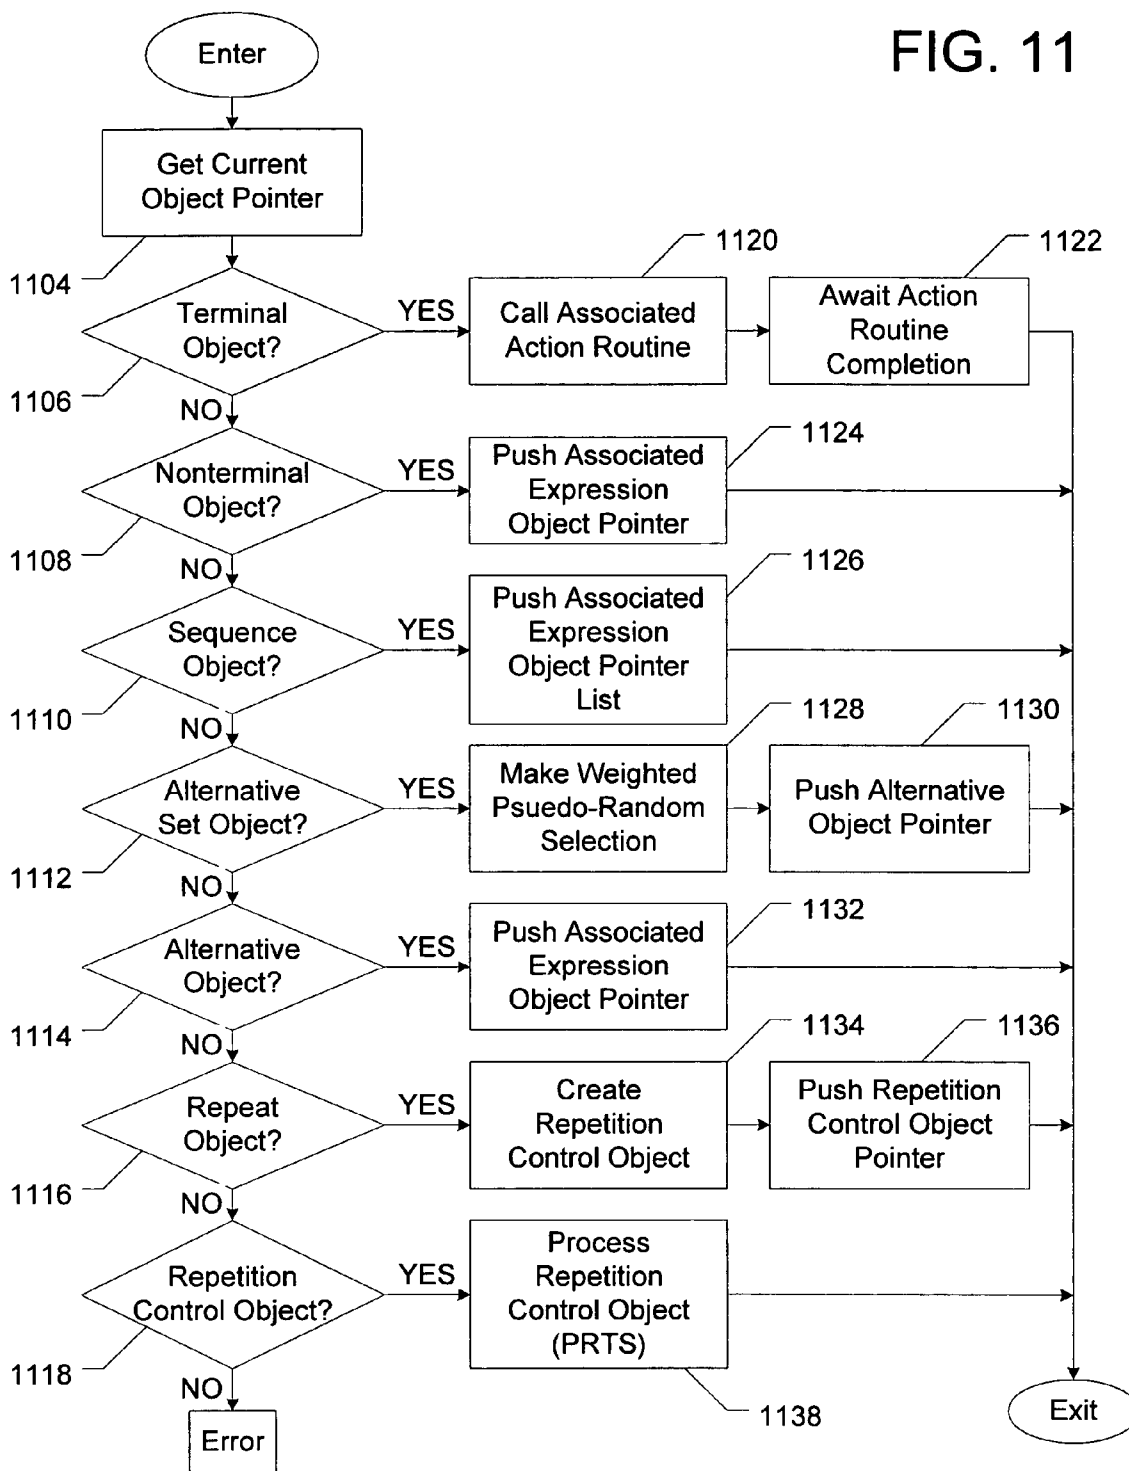 FIG. 11
Enter
Get Current
Object Pointer
1104
Terminal
Object?
1106
YES
NO
Call Associated
Action Routine
1120
Await Action
Routine
Completion
1122
Nonterminal
Object?
1108
YES
NO
Push Associated
Expression
Object Pointer
1124
Sequence
Object?
1110
YES
NO
Push Associated
Expression
Object Pointer
List
1126
Alternative
Set Object?
1112
YES
NO
Make Weighted
Psuedo-Random
Selection
1128
Push Alternative
Object Pointer
1130
Alternative
Object?
1114
YES
NO
Push Associated
Expression
Object Pointer
1132
Repeat
Object?
1116
YES
NO
Create
Repetition
Control Object
1134
Push Repetition
Control Object
Pointer
1136
Repetition
Control Object?
1118
YES
NO
Process
Repetition
Control Object
(PRTS)
1138
Error
Exit